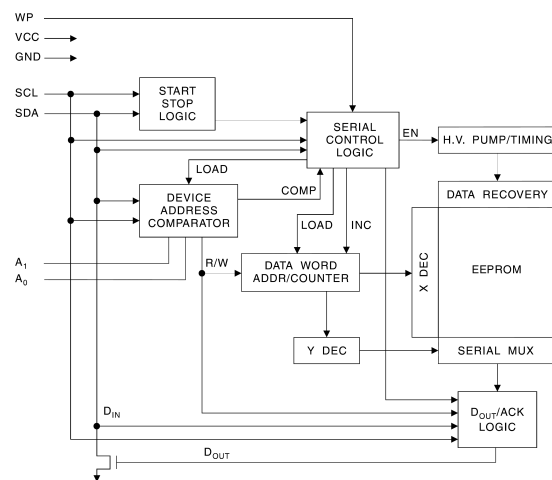 WP
VCC
GND
SCL
SDA
START
STOP
LOGIC
SERIAL
CONTROL
LOGIC
EN
H.V. PUMP/TIMING
LOAD
COMP
DEVICE
ADDRESS
COMPARATOR
LOAD
INC
DATA RECOVERY
A1
A0
R/W
DATA WORD
ADDR/COUNTER
X DEC
EEPROM
Y DEC
SERIAL MUX
DIN
DOUT/ACK
LOGIC
DOUT